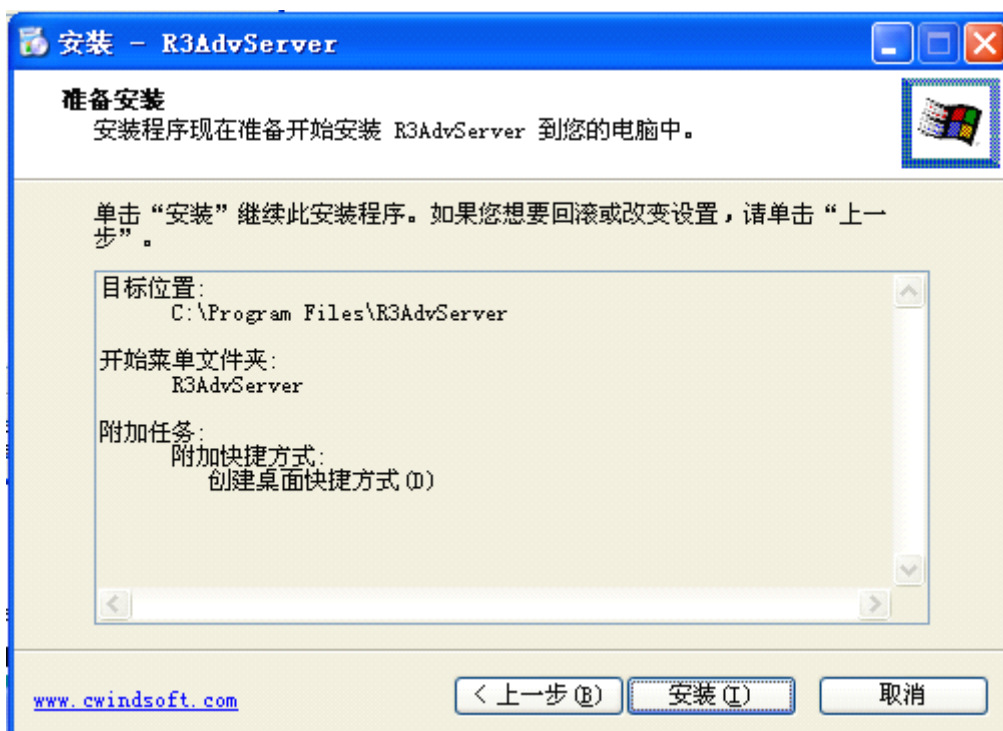 安装 - R3AdvServer
准备安装
安装程序现在准备开始安装 R3AdvServer 到您的电脑中。
单击“安装”继续此安装程序。如果您想要回滚或改变设置，请单击“上一
步”。
目标位置:
C:\Program Files\R3AdvServer
开始菜单文件夹:
R3AdvServer
附加任务:
附加快捷方式:
创建桌面快捷方式(D)
www.cwindsoft.com
< 上一步(B)
安装(I)
取消